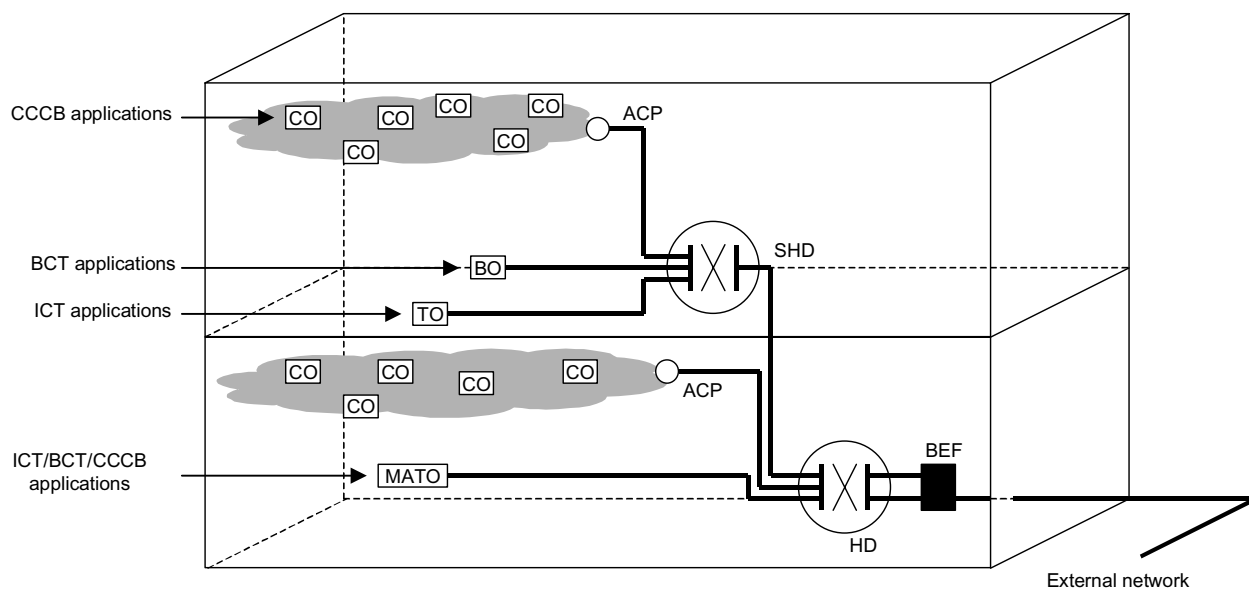 CO
CO
CO
CO
ACP
CCCB applications
CO
CO
SHD
BCT applications
BO
ICT applications
TO
CO
CO
CO
CO
ACP
CO
ICT/BCT/CCCB
applications
MATO
BEF
HD
External network